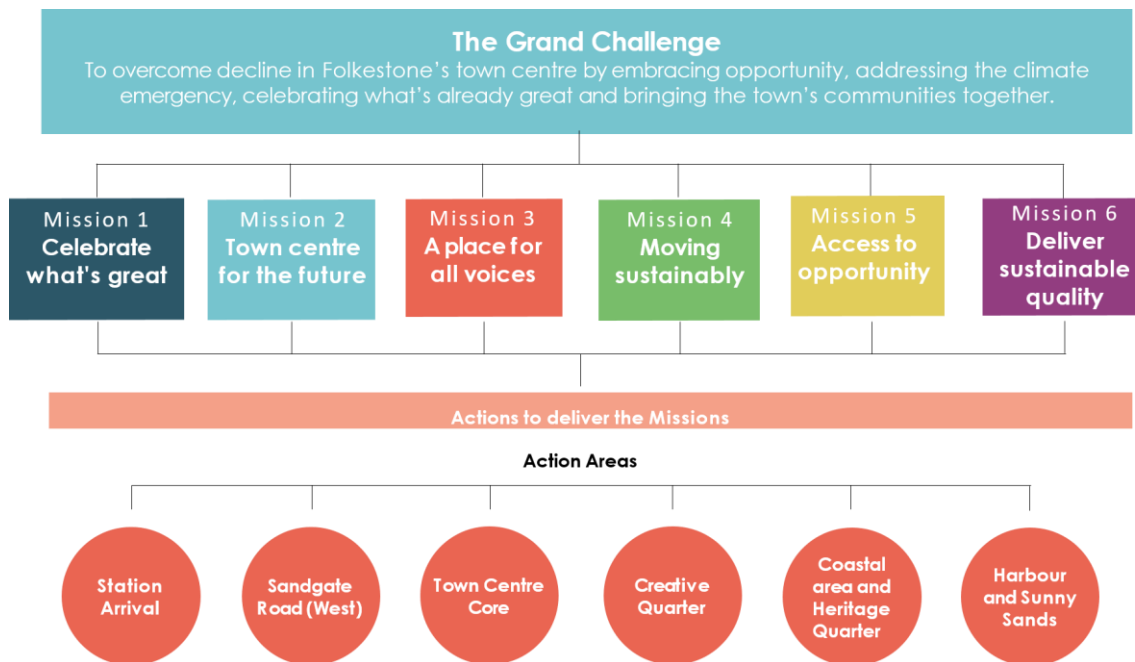 The Grand Challenge
To overcome decline in Folkestone's town centre by embracing opportunity, addressing the climate
emergency, celebrating what's already great and bringing the town's communities together.
Mission 1
Celebrate
what's great
Mission 2
Town centre
for the future
Mission 3
A place for
all voices
Mission 4
Moving
sustainably
Mission 5
Access to
opportunity
Mission 6
Deliver
sustainable
quality
Actions to deliver the Missions
Action Areas
Station
Arrival
Sandgate
Road (West)
Town Centre
Core
Creative
Quarter
Coastal
area and
Heritage
Quarter
Harbour
and Sunny
Sands